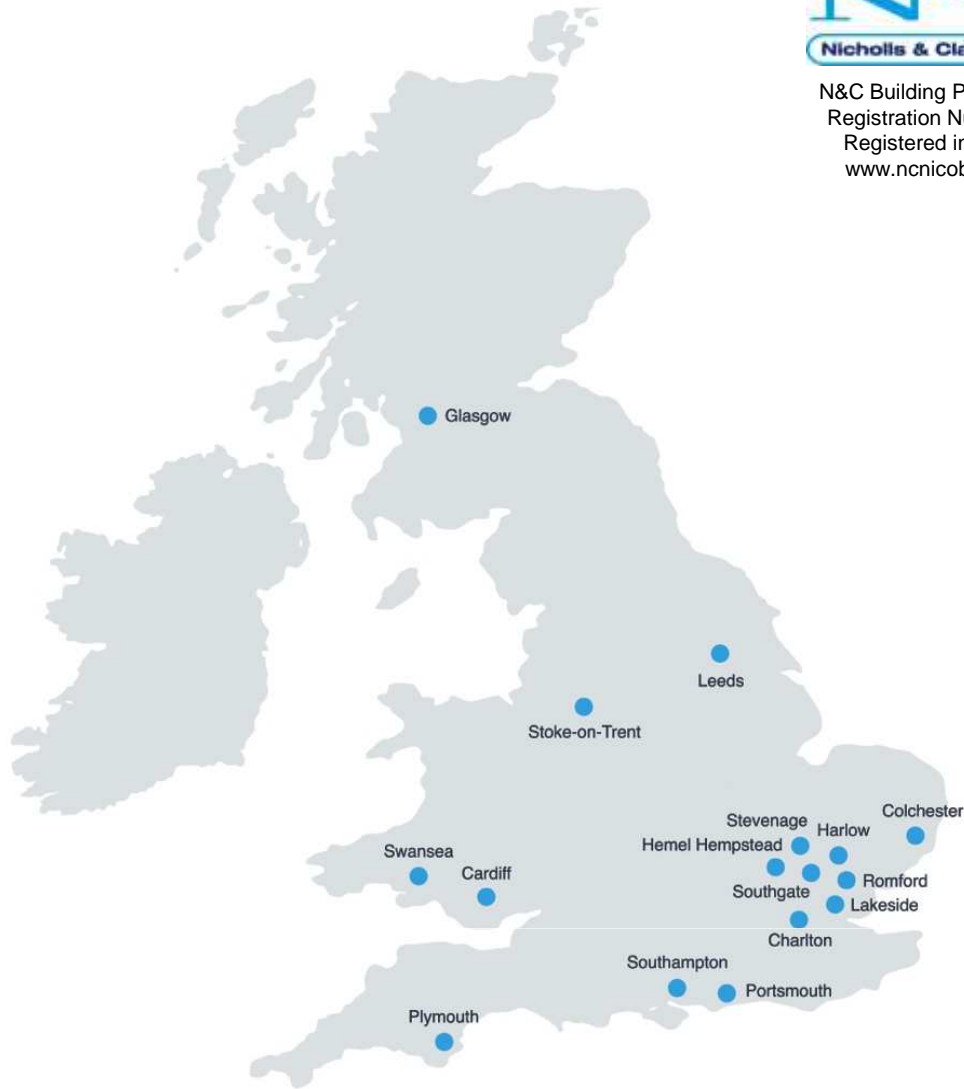 Nicholls & Cla
N&C Building P
Registration Nu
Registered in
www.ncnicob
Glasgow
Leeds
Stoke-on-Trent
Colchester
Stevenage
Harlow
Hemel Hempstead
Swansea
Cardiff
Romford
Southgate
Lakeside
Charlton
Southampton
Portsmouth
Plymouth